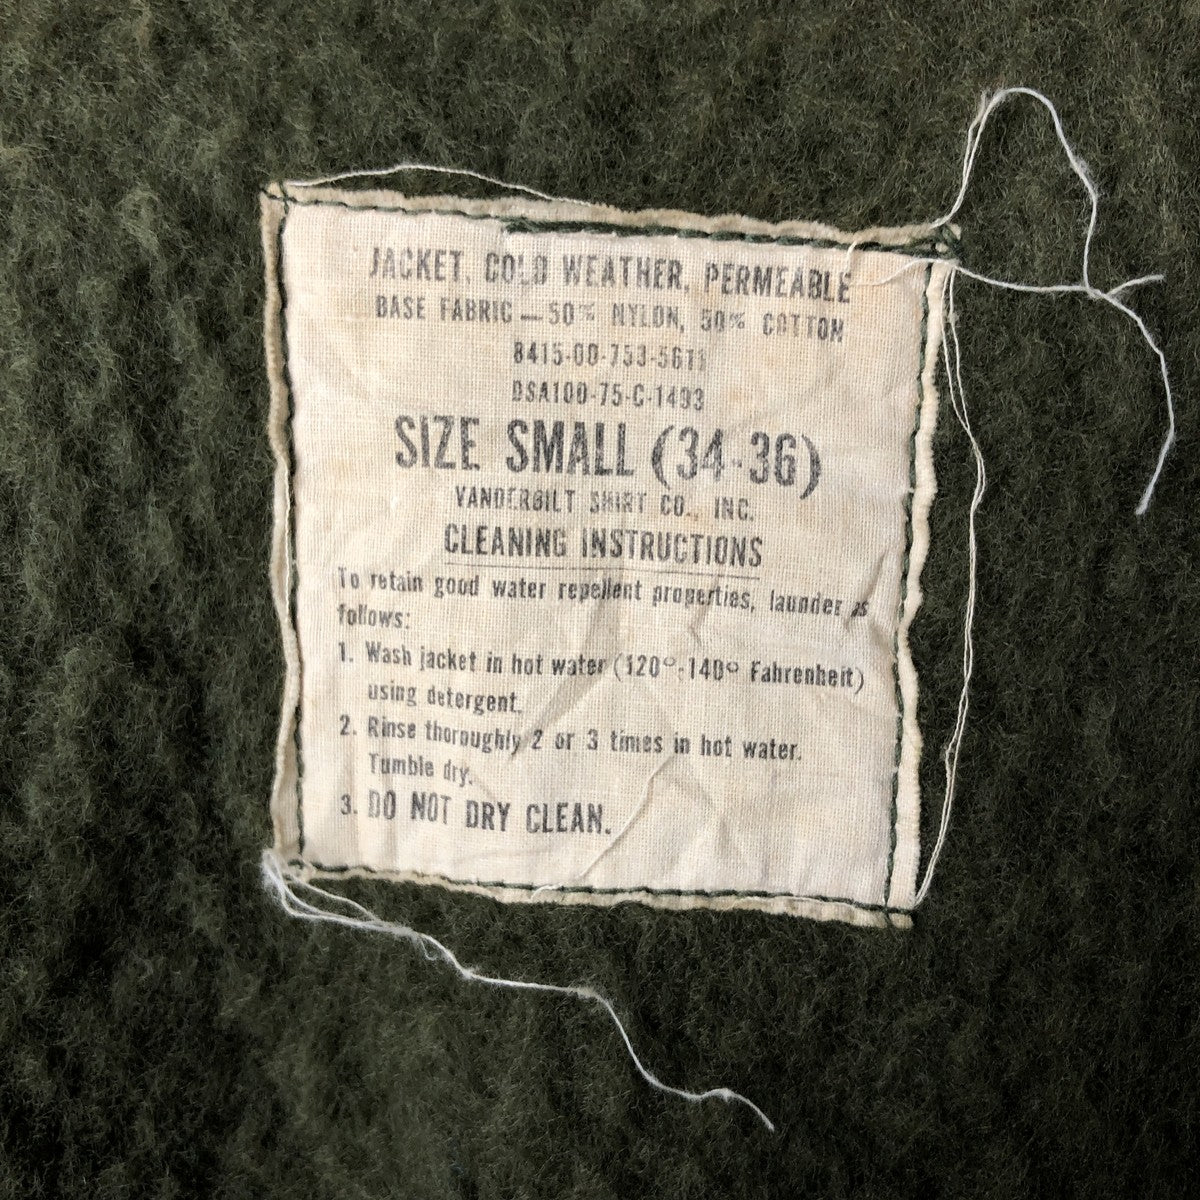 JACKET, COLD WEATHER, PERMEABLE
BASE FABRIC — 50% NYLON, 50% COTTON
8415-00-753-5611
DSA100-75-C-1493
SIZE SMALL (34-36)
VANDERBILT SHIRT CO., INC.
CLEANING INSTRUCTIONS
To retain good water repellent properties, launder as
follows:
1. Wash jacket in hot water (120°-140° Fahrenheit)
using detergent.
2. Rinse thoroughly 2 or 3 times in hot water.
Tumble dry.
3. DO NOT DRY CLEAN.